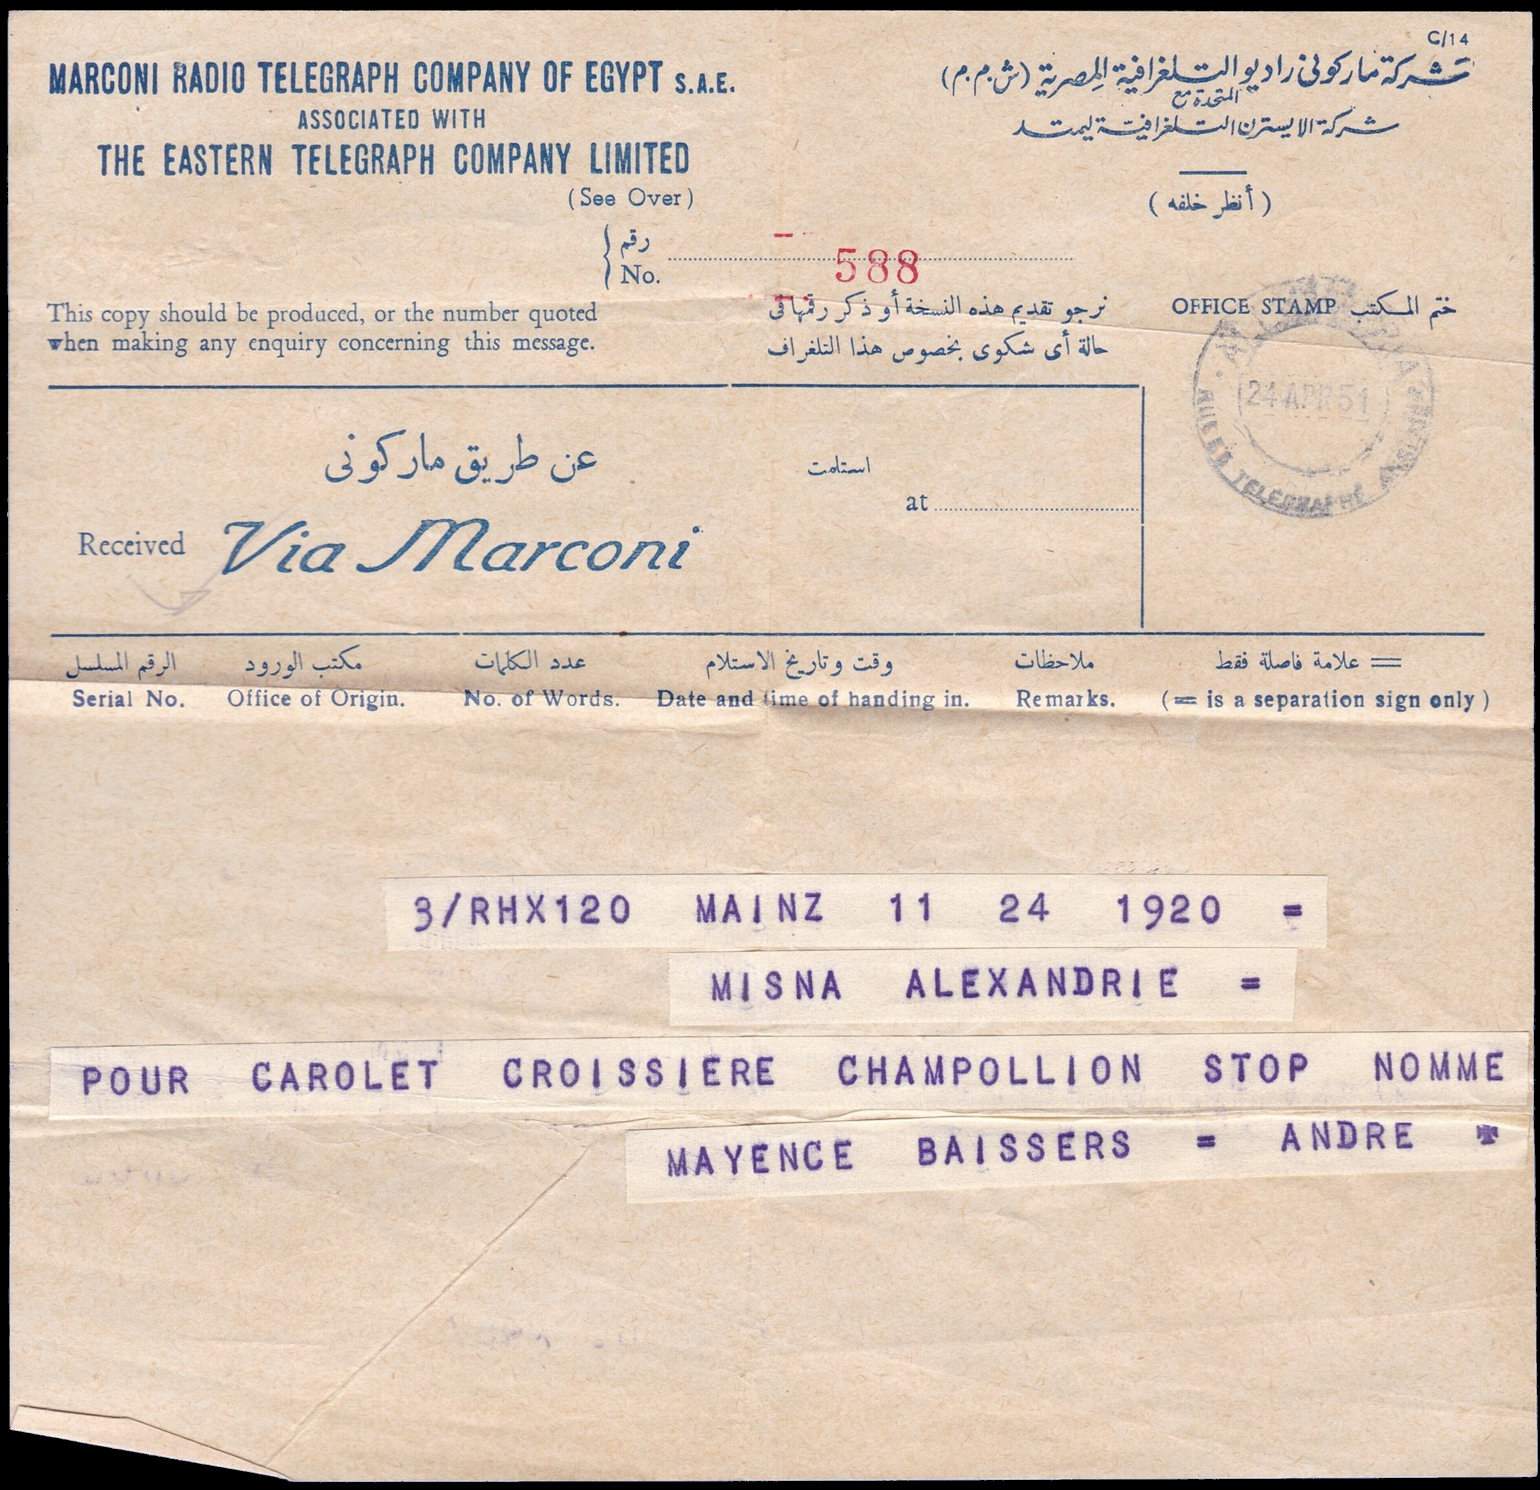 C/14
MARCONI RADIO TELEGRAPH COMPANY OF EGYPT S.A.E.
ASSOCIATED WITH
THE EASTERN TELEGRAPH COMPANY LIMITED
(See Over)
شركة ماركونى راديو التلغرافية المصرية (ش.م.م)
المتحدة مع
شركة الايسترن التلغرافية ليمتد
(أنظر خلفه)
رقم
No. 588
This copy should be produced, or the number quoted
when making any enquiry concerning this message.
نرجو تقديم هذه النسخة أو ذكر رقمها فى
حالة أى شكوى بخصوص هذا التلغراف
OFFICE STAMP ختم المكتب
24 APR 51
TELEGRAPHE
عن طريق ماركونى
Received Via Marconi
استلمت
at
الرقم المسلسل مكتب الورود عدد الكلمات وقت وتاريخ الاستلام ملاحظات = علامة فاصلة فقط
Serial No. Office of Origin. No. of Words. Date and time of handing in. Remarks. (= is a separation sign only)
3/RHX120 MAINZ 11 24 1920 =
MISNA ALEXANDRIE =
POUR CAROLET CROISSIERE CHAMPOLLION STOP NOMME
MAYENCE BAISSERS = ANDRE